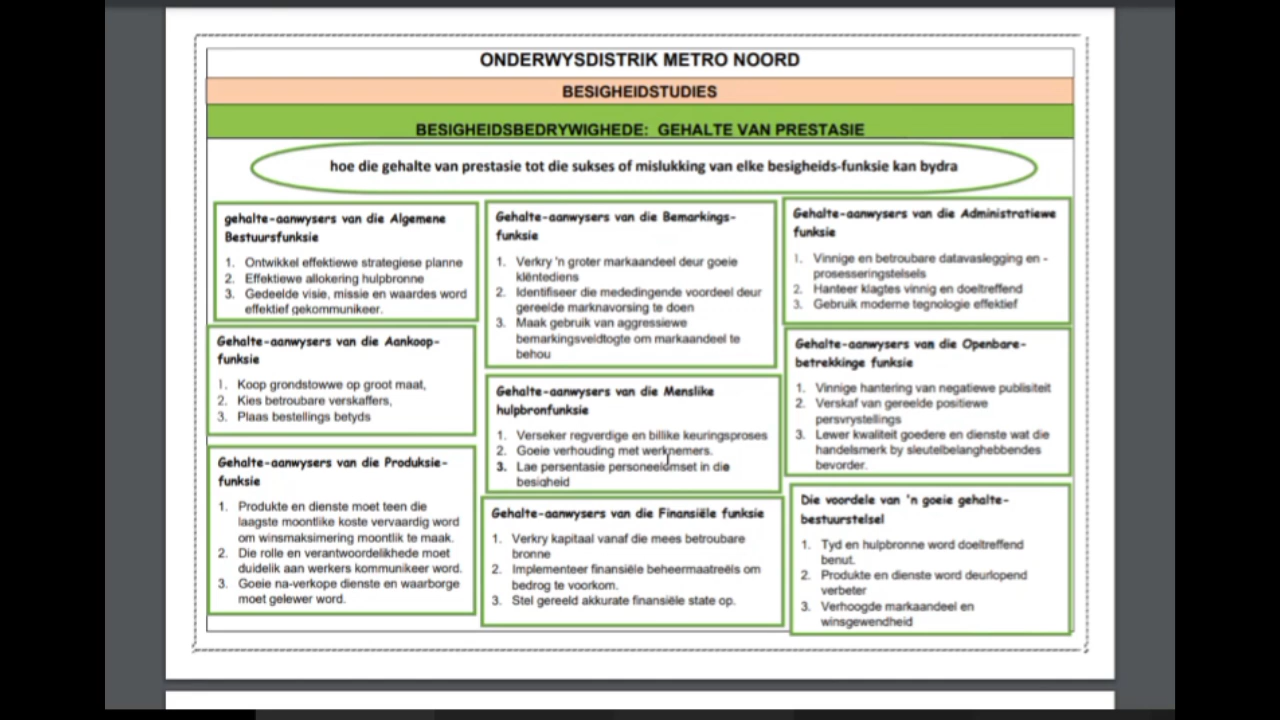 ONDERWYSDISTRIK METRO NOORD
BESIGHEIDSTUDIES
BESIGHEIDSBEDRYWIGHEDE: GEHALTE VAN PRESTASIE
hoe die gehalte van prestasie tot die sukses of mislukking van elke besigheids-funksie kan bydra
gehalte-aanwysers van die Algemene
Bestuursfunksie
1. Ontwikkel effektiewe strategiese planne
2. Effektiewe allokering hulpbronne
3. Gedeelde visie, missie en waardes word
effektief gekommunikeer.
Gehalte-aanwysers van die Aankoop-
funksie
1. Koop grondstowwe op groot maat,
2. Kies betroubare verskaffers,
3. Plaas bestellings betyds
Gehalte-aanwysers van die Produksie-
funksie
1. Produkte en dienste moet teen die
laagste moontlike koste vervaardig word
om winsmaksimering moontlik te maak.
2. Die rolle en verantwoordelikhede moet
duidelik aan werkers kommunikeer word.
3. Goeie na-verkope dienste en waarborge
moet gelewer word.
Gehalte-aanwysers van die Bemarkings-
funksie
1. Verkry 'n groter markaandeel deur goeie
kliëntediens
2. Identifiseer die mededingende voordeel deur
gereelde marknavorsing te doen
3. Maak gebruik van aggressiewe
bemarkingsveldtogte om markaandeel te
behou
Gehalte-aanwysers van die Menslike
hulpbronfunksie
1. Verseker regverdige en billike keuringsproses
2. Goeie verhouding met werknemers.
3. Lae persentasie personeelomset in die
besigheid
Gehalte-aanwysers van die Finansiële funksie
1. Verkry kapitaal vanaf die mees betroubare
bronne
2. Implementeer finansiële beheermaatreëls om
bedrog te voorkom.
3. Stel gereeld akkurate finansiële state op.
Gehalte-aanwysers van die Administratiewe
funksie
1. Vinnige en betroubare datavaslegging en -
prosesseringstelsels
2. Hanteer klagtes vinnig en doeltreffend
3. Gebruik moderne tegnologie effektief
Gehalte-aanwysers van die Openbare-
betrekkinge funksie
1. Vinnige hantering van negatiewe publisiteit
2. Verskaf van gereelde positiewe
persvrystellings
3. Lewer kwaliteit goedere en dienste wat die
handelsmerk by sleutelbelanghebbendes
bevorder.
Die voordele van 'n goeie gehalte-
bestuurstelsel
1. Tyd en hulpbronne word doeltreffend
benut.
2. Produkte en dienste word deurlopend
verbeter
3. Verhoogde markaandeel en
winsgewendheid